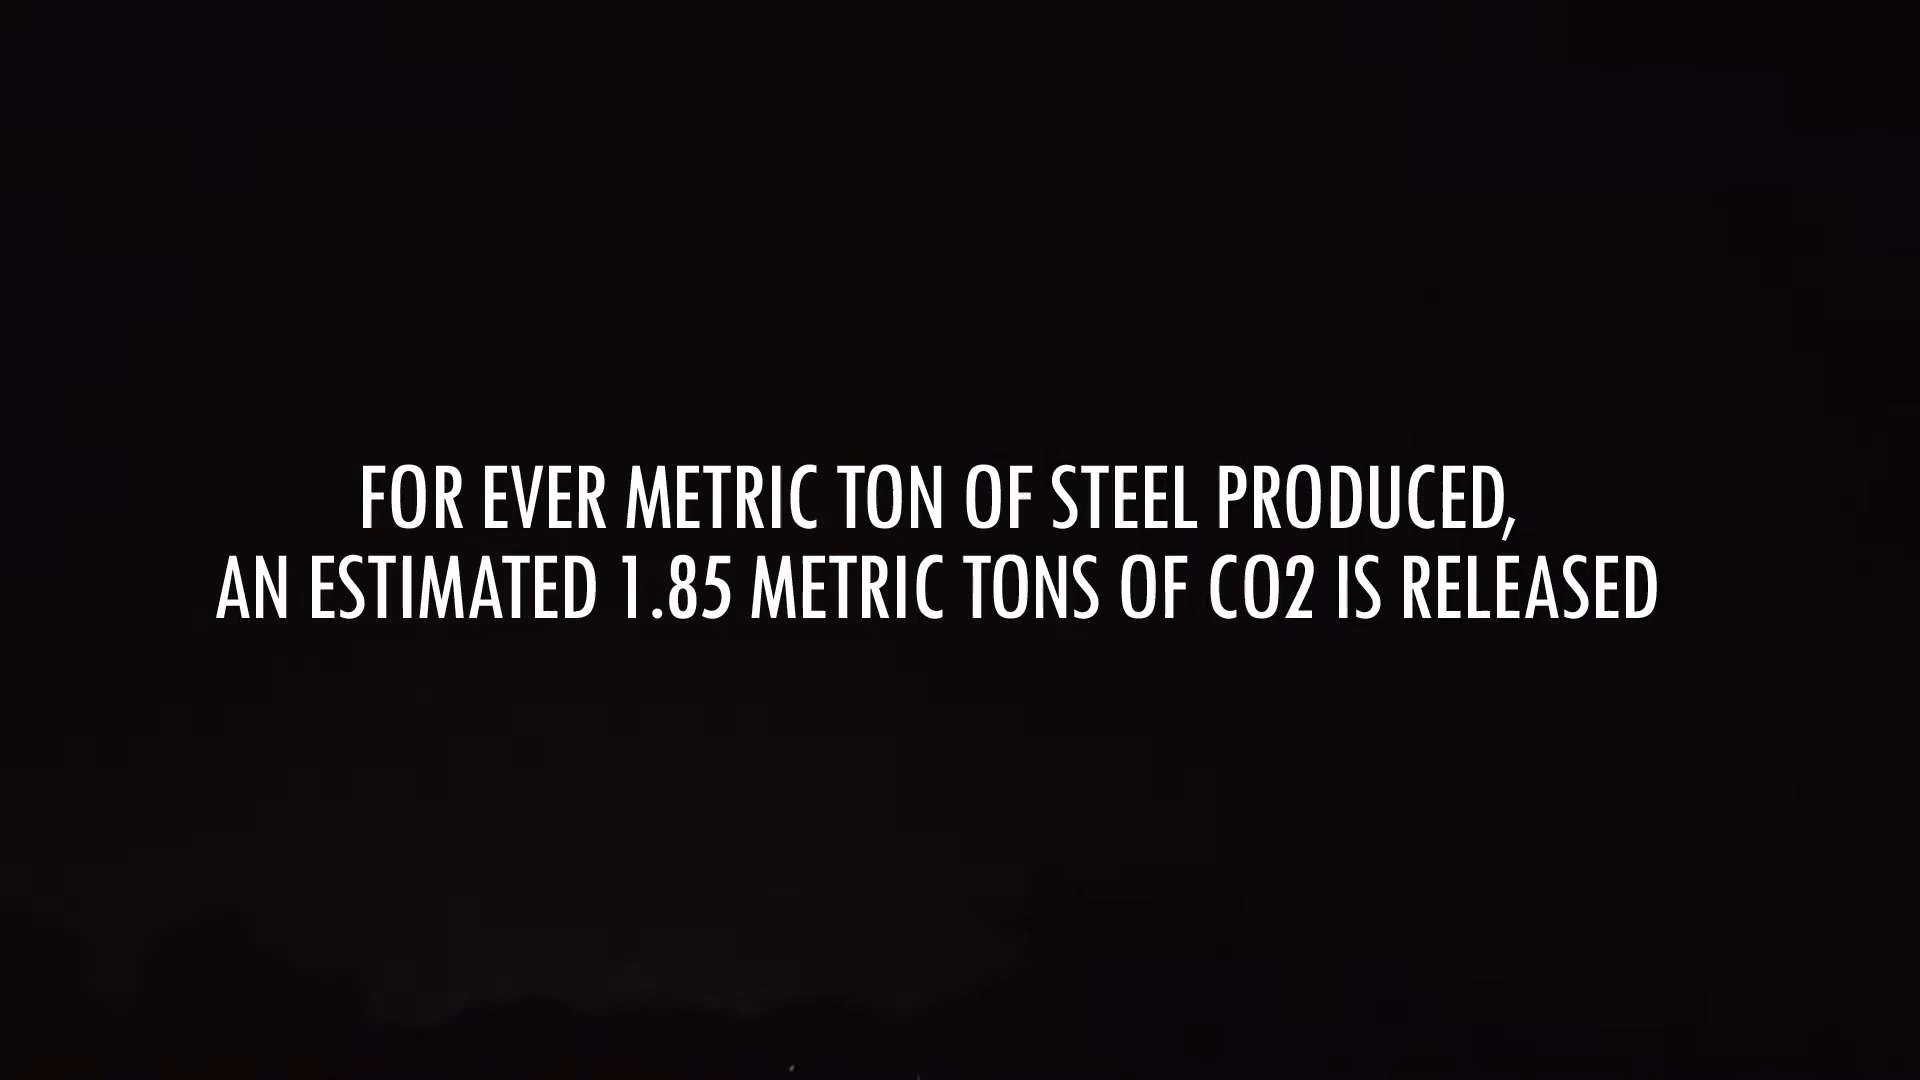 FOR EVER METRIC TON OF STEEL PRODUCED,
AN ESTIMATED 1.85 METRIC TONS OF CO2 IS RELEASED